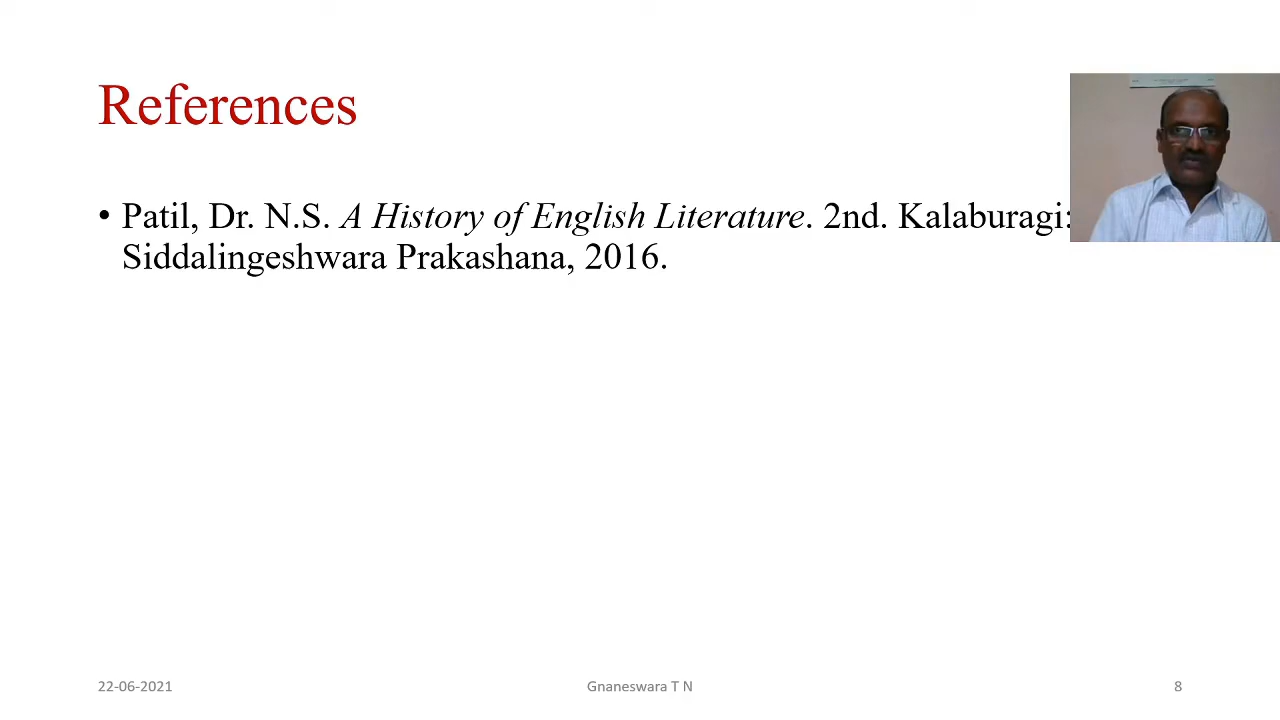 References
• Patil, Dr. N.S. A History of English Literature. 2nd. Kalaburagi:
Siddalingeshwara Prakashana, 2016.
22-06-2021
Gnaneswara T N
8